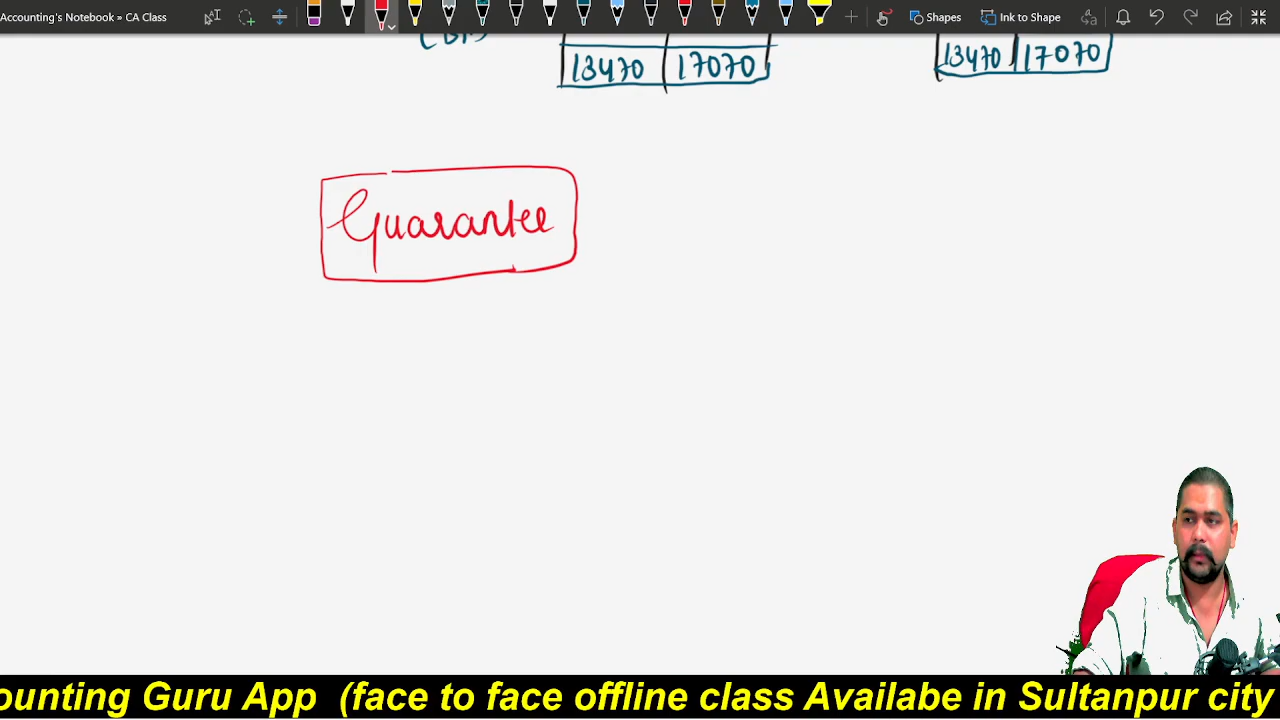 Accounting's Notebook » CA Class
Shapes
Ink to Shape
13470 17070
13470 17070
Guarantee
ounting Guru App (face to face offline class Availabe in Sultanpur city